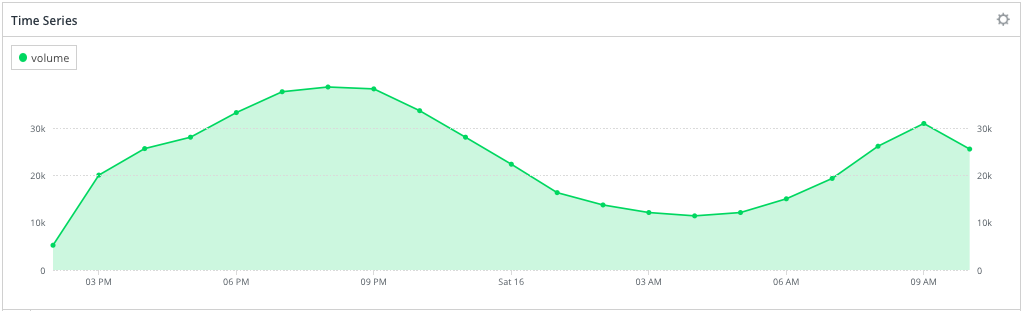 Time Series
volume
30k 30k
20k 20k
10k 10k
0 0
03 PM 06 PM 09 PM Sat 16 03 AM 06 AM 09 AM